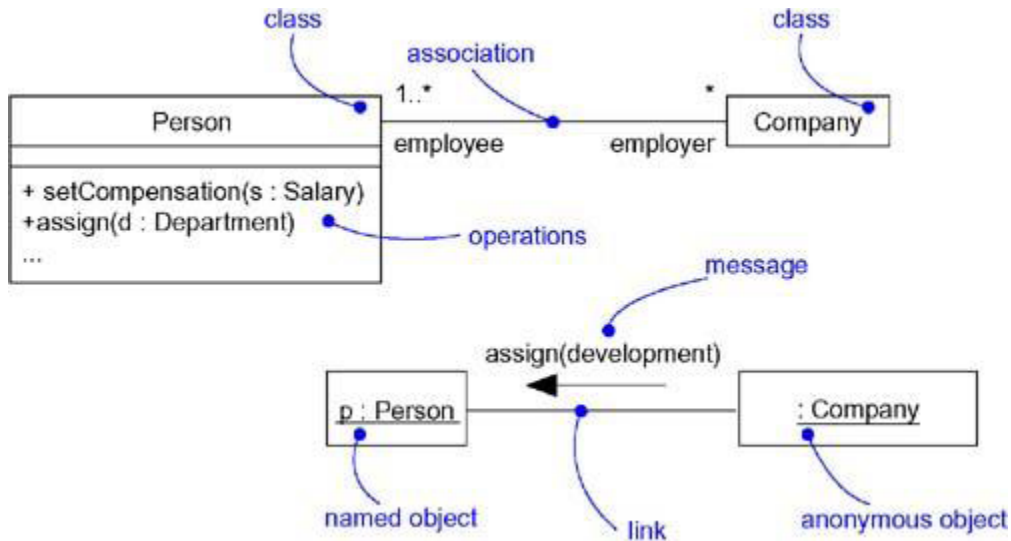 class
class
association
1..*
*
Person
Company
employee
employer
+ setCompensation(s : Salary)
+assign(d : Department)
...
operations
message
assign(development)
p : Person
: Company
named object
link
anonymous object